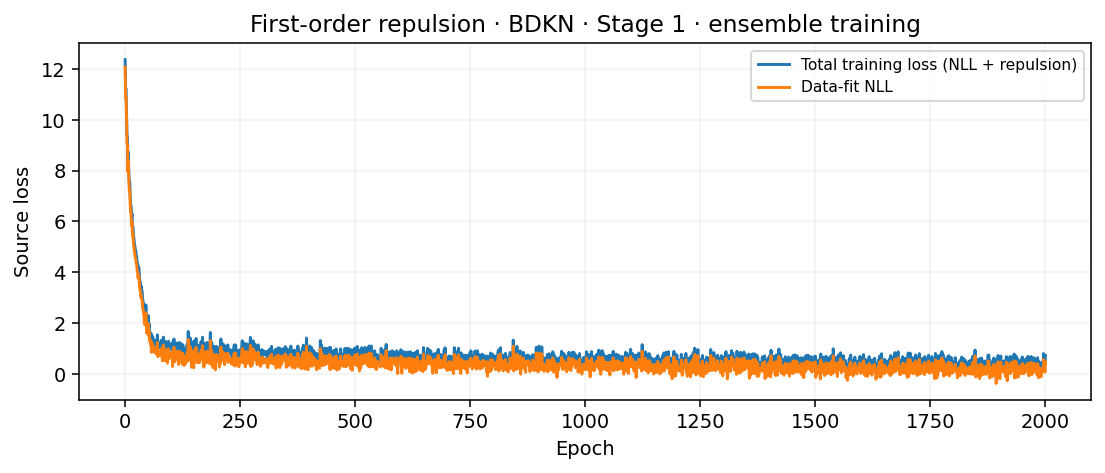 First-order repulsion · BDKN · Stage 1 · ensemble training
Total training loss (NLL + repulsion)
Data-fit NLL
Source loss
12
10
8
6
4
2
0
0 250 500 750 1000 1250 1500 1750 2000
Epoch